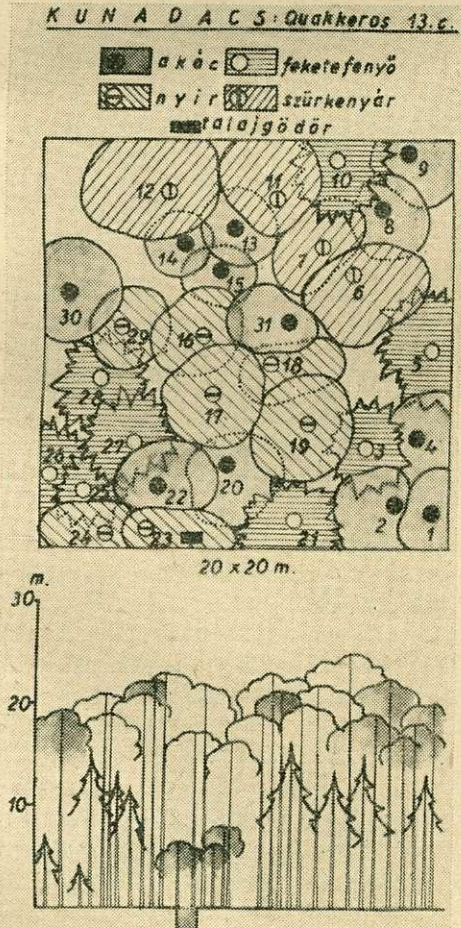 KUNADACS: Quakkeros 13.c.
akác feketefenyő
nyír szürkenyár
talajgödör
12 11 10 9
8
14 13 7
15 6
30
29 16 31
5
28 18
17
19
27 3 4
26
25 22 20 2 1
24 23 21
20 x 20 m.
m.
30
20
10